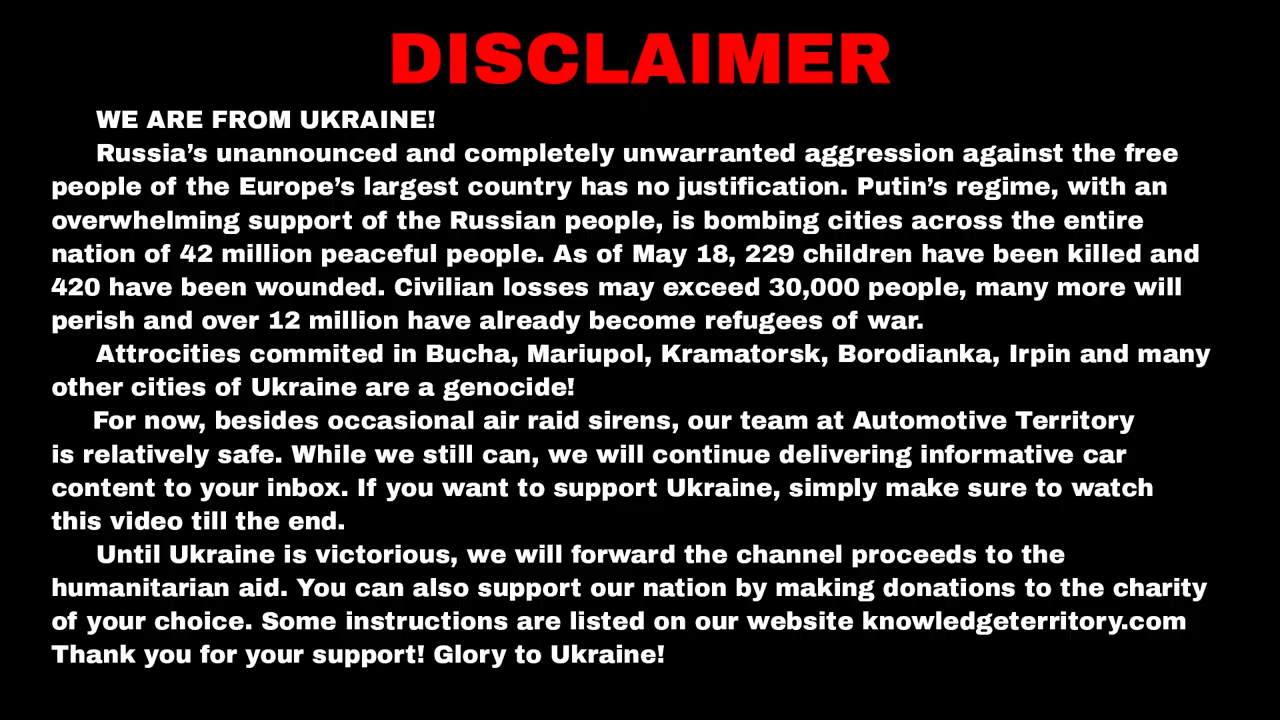 DISCLAIMER
WE ARE FROM UKRAINE!
Russia’s unannounced and completely unwarranted aggression against the free
people of the Europe’s largest country has no justification. Putin’s regime, with an
overwhelming support of the Russian people, is bombing cities across the entire
nation of 42 million peaceful people. As of May 18, 229 children have been killed and
420 have been wounded. Civilian losses may exceed 30,000 people, many more will
perish and over 12 million have already become refugees of war.
Attrocities commited in Bucha, Mariupol, Kramatorsk, Borodianka, Irpin and many
other cities of Ukraine are a genocide!
For now, besides occasional air raid sirens, our team at Automotive Territory
is relatively safe. While we still can, we will continue delivering informative car
content to your inbox. If you want to support Ukraine, simply make sure to watch
this video till the end.
Until Ukraine is victorious, we will forward the channel proceeds to the
humanitarian aid. You can also support our nation by making donations to the charity
of your choice. Some instructions are listed on our website knowledgeterritory.com
Thank you for your support! Glory to Ukraine!